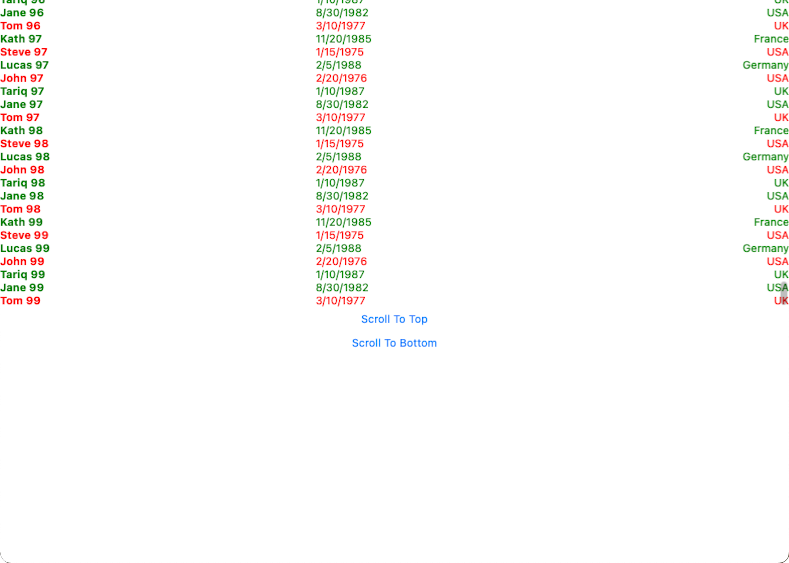 Tariq 96 1/10/1987 UK
Jane 96 8/30/1982 USA
Tom 96 3/10/1977 UK
Kath 97 11/20/1985 France
Steve 97 1/15/1975 USA
Lucas 97 2/5/1988 Germany
John 97 2/20/1976 USA
Tariq 97 1/10/1987 UK
Jane 97 8/30/1982 USA
Tom 97 3/10/1977 UK
Kath 98 11/20/1985 France
Steve 98 1/15/1975 USA
Lucas 98 2/5/1988 Germany
John 98 2/20/1976 USA
Tariq 98 1/10/1987 UK
Jane 98 8/30/1982 USA
Tom 98 3/10/1977 UK
Kath 99 11/20/1985 France
Steve 99 1/15/1975 USA
Lucas 99 2/5/1988 Germany
John 99 2/20/1976 USA
Tariq 99 1/10/1987 UK
Jane 99 8/30/1982 USA
Tom 99 3/10/1977 UK
Scroll To Top
Scroll To Bottom